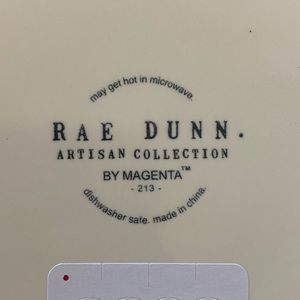 may get hot in microwave.
RAE DUNN.
ARTISAN COLLECTION
BY MAGENTA™
- 213 -
dishwasher safe. made in china.